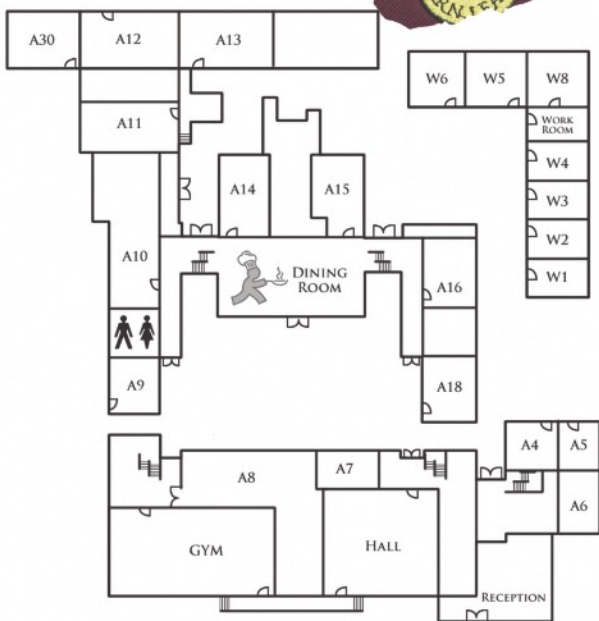 A30
A12
A13
W6
W5
W8
A11
WORK
ROOM
W4
A14
A15
W3
W2
A10
DINING
ROOM
A16
W1
A9
A18
A4
A5
A8
A7
A6
GYM
HALL
RECEPTION